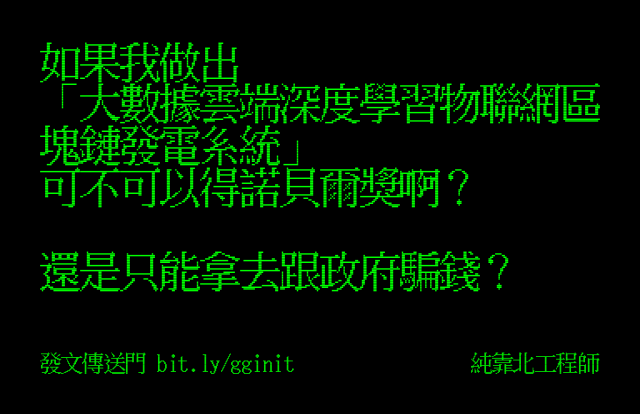 如果我做出
「大數據雲端深度學習物聯網區
塊鏈發電系統」
可不可以得諾貝爾獎啊？
還是只能拿去跟政府騙錢？
發文傳送門 bit.ly/gginit
純靠北工程師